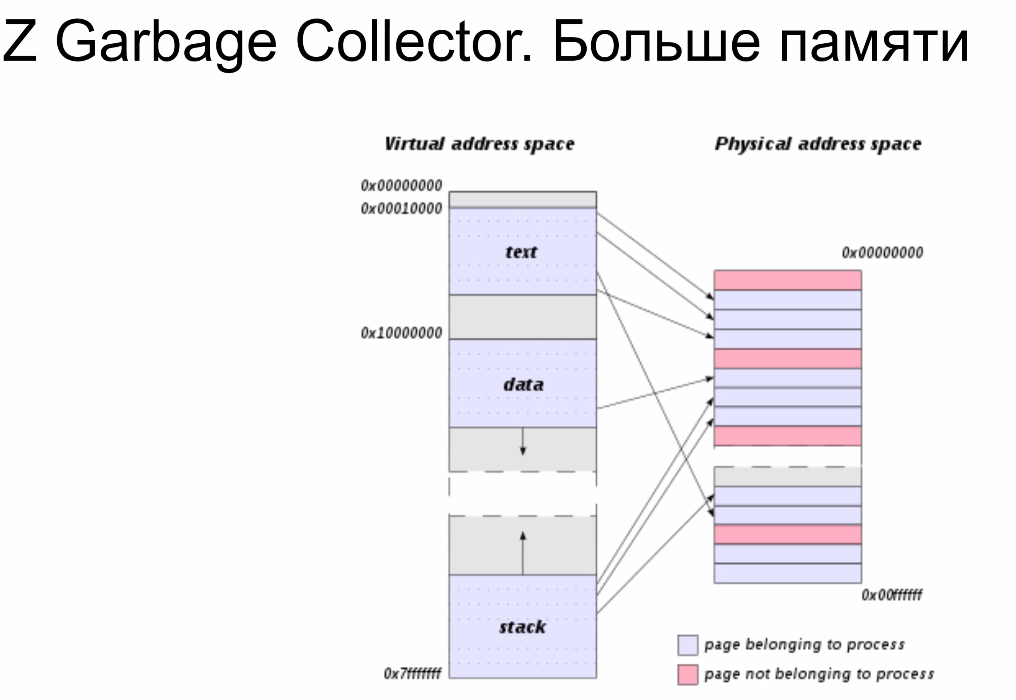 Z Garbage Collector. Больше памяти
Virtual address space
Physical address space
0x00000000
0x00010000
text
0x00000000
0x10000000
data
stack
0x00ffffff
page belonging to process
0x7fffffff
page not belonging to process